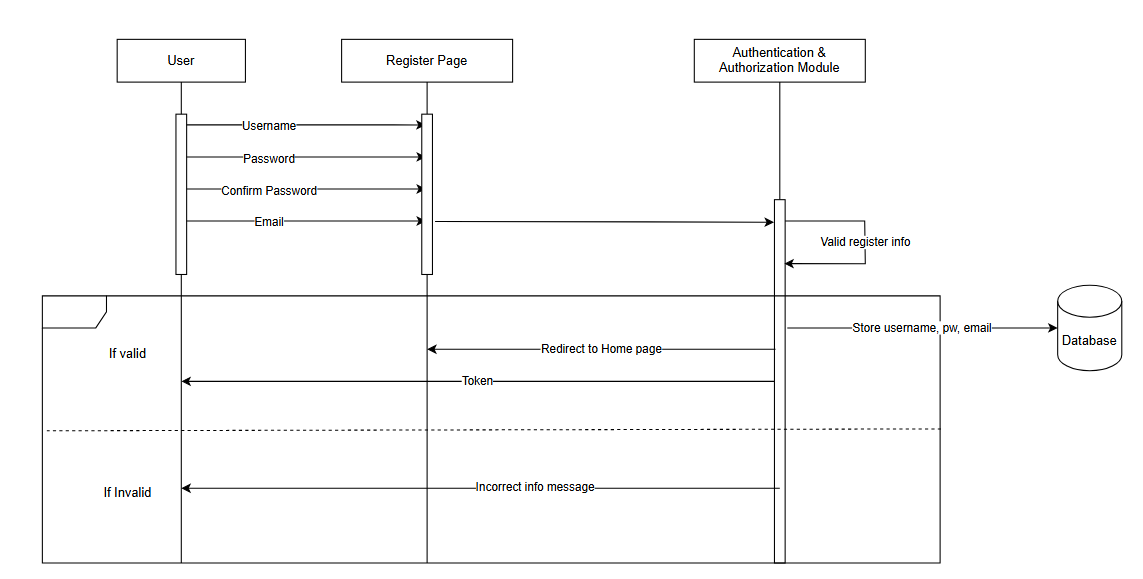 User
Register Page
Authentication &
Authorization Module
Username
Password
Confirm Password
Email
Valid register info
If valid
Store username, pw, email
Database
Redirect to Home page
Token
If Invalid
Incorrect info message